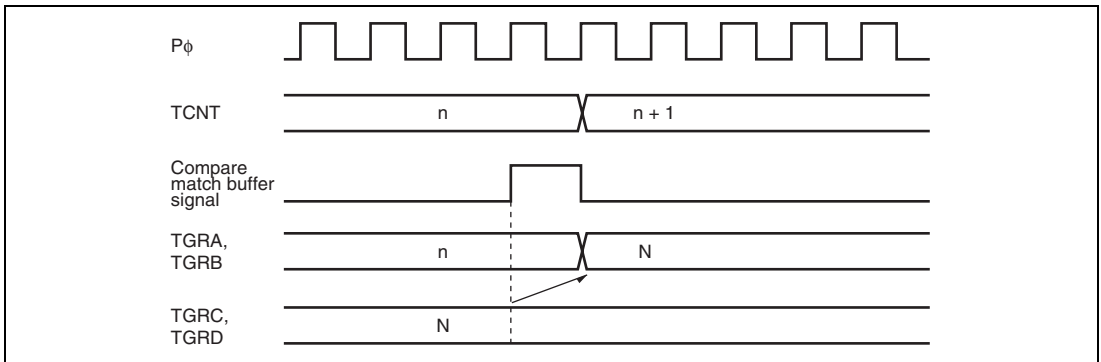 Pϕ
TCNT
n
n + 1
Compare
match buffer
signal
TGRA,
TGRB
n
N
TGRC,
TGRD
N